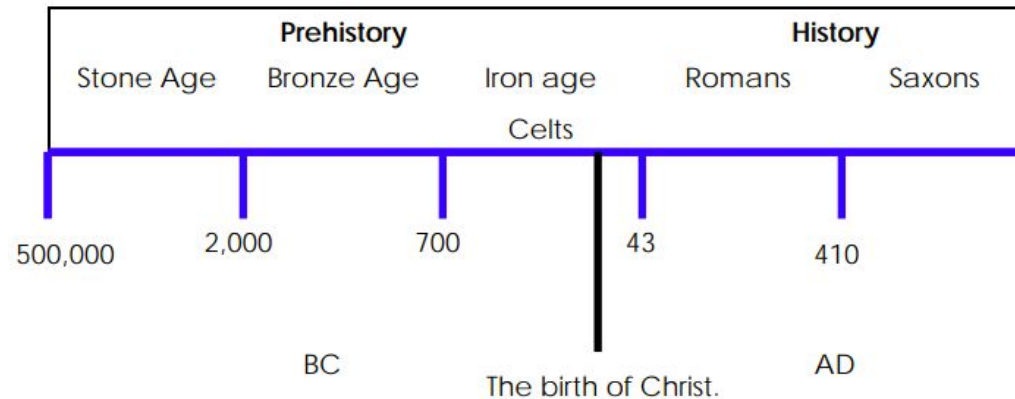 Prehistory History
Stone Age Bronze Age Iron age Romans Saxons
Celts
500,000 2,000 700 43 410
BC AD
The birth of Christ.